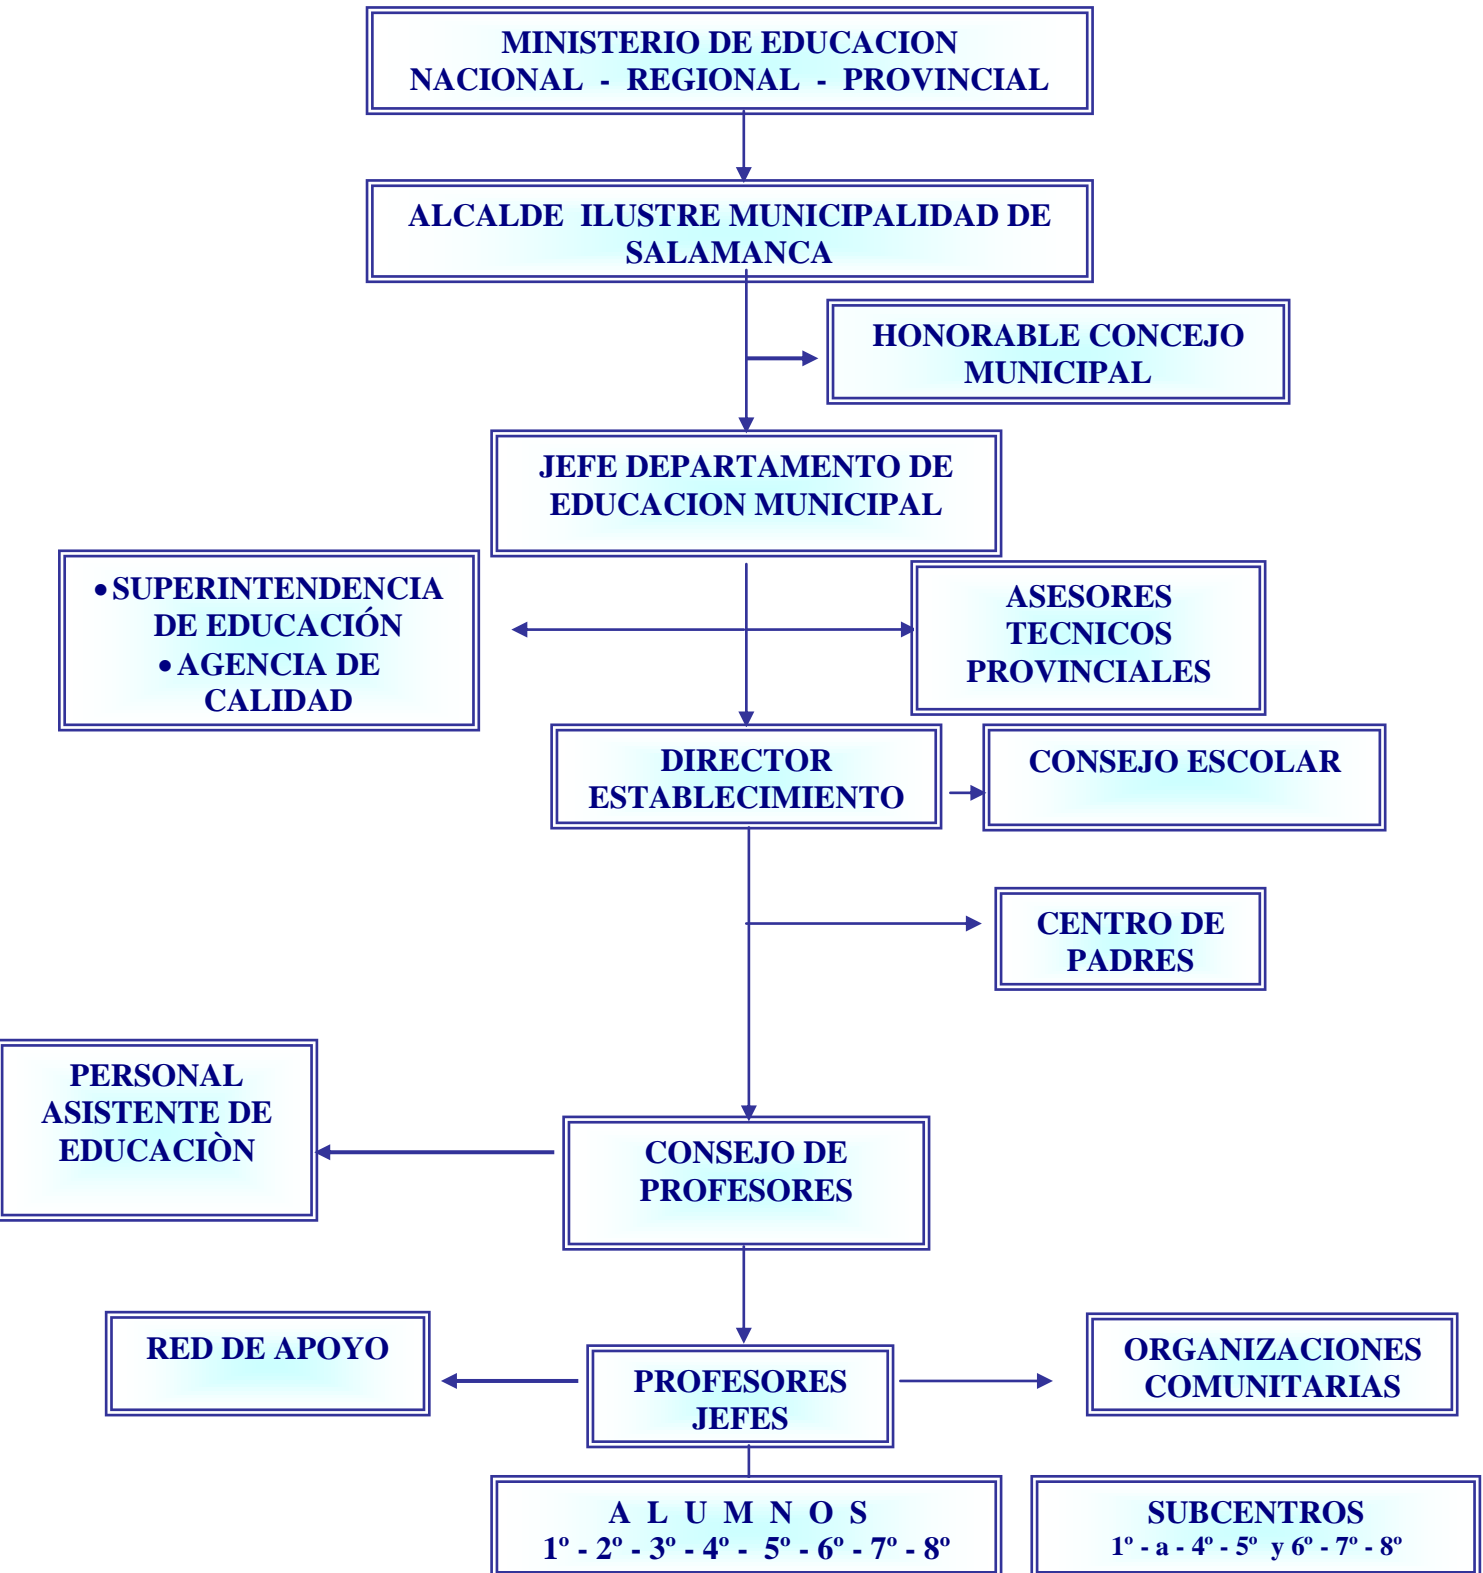 MINISTERIO DE EDUCACION
NACIONAL - REGIONAL - PROVINCIAL
ALCALDE ILUSTRE MUNICIPALIDAD DE
SALAMANCA
HONORABLE CONCEJO
MUNICIPAL
JEFE DEPARTAMENTO DE
EDUCACION MUNICIPAL
• SUPERINTENDENCIA
DE EDUCACIÓN
• AGENCIA DE
CALIDAD
ASESORES
TECNICOS
PROVINCIALES
DIRECTOR
ESTABLECIMIENTO
CONSEJO ESCOLAR
CENTRO DE
PADRES
PERSONAL
ASISTENTE DE
EDUCACIÒN
CONSEJO DE
PROFESORES
RED DE APOYO
PROFESORES
JEFES
ORGANIZACIONES
COMUNITARIAS
A L U M N O S
1º - 2º - 3º - 4º - 5º - 6º - 7º - 8º
SUBCENTROS
1º - a - 4º - 5º y 6º - 7º - 8º